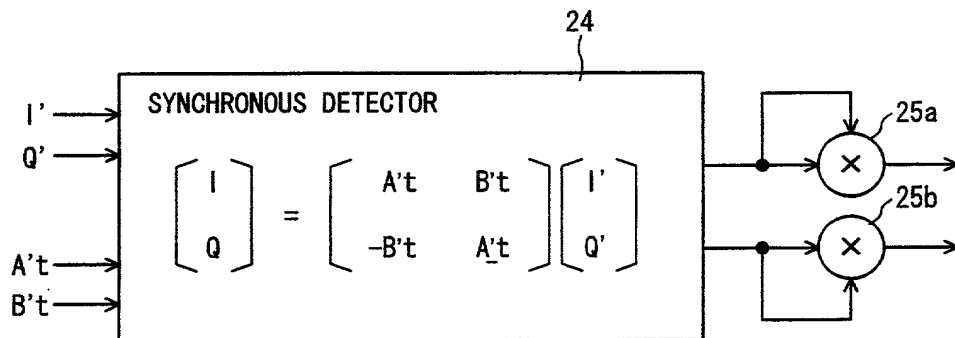 24
SYNCHRONOUS DETECTOR
I'
Q'
A't
B't
I
Q
=
A't B't
-B't A't
I'
Q'
25a
×
25b
×